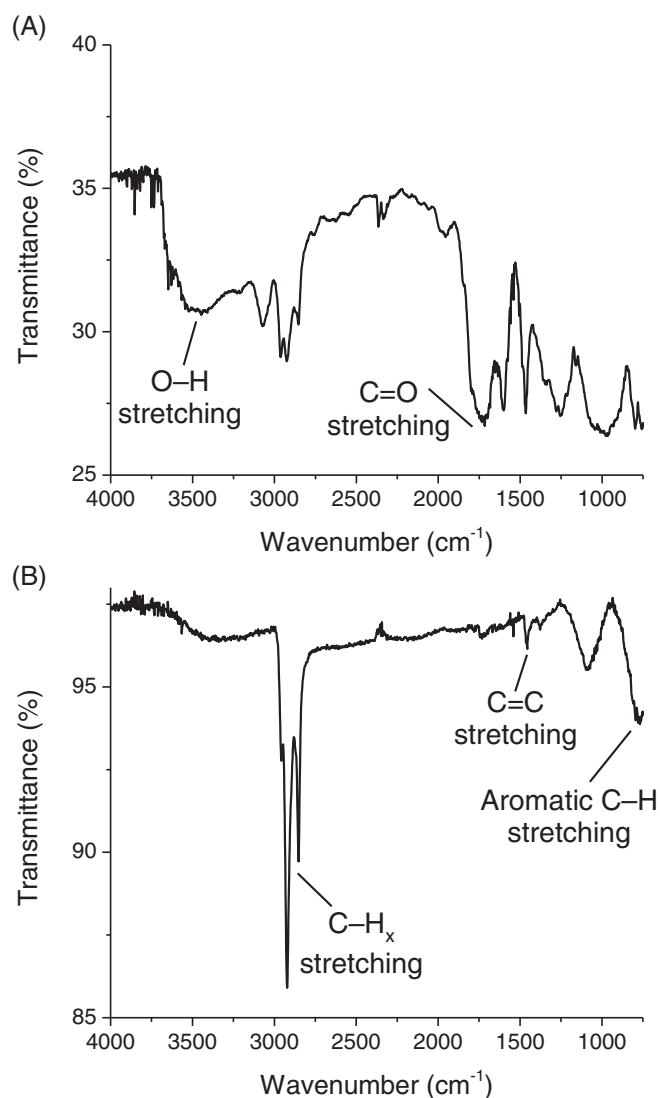 (A)
40
35
30
25
Transmittance (%)
O–H
stretching
C=O
stretching
4000 3500 3000 2500 2000 1500 1000
Wavenumber (cm⁻¹)
(B)
95
90
85
Transmittance (%)
C=C
stretching
Aromatic C–H
stretching
C–Hₓ
stretching
4000 3500 3000 2500 2000 1500 1000
Wavenumber (cm⁻¹)